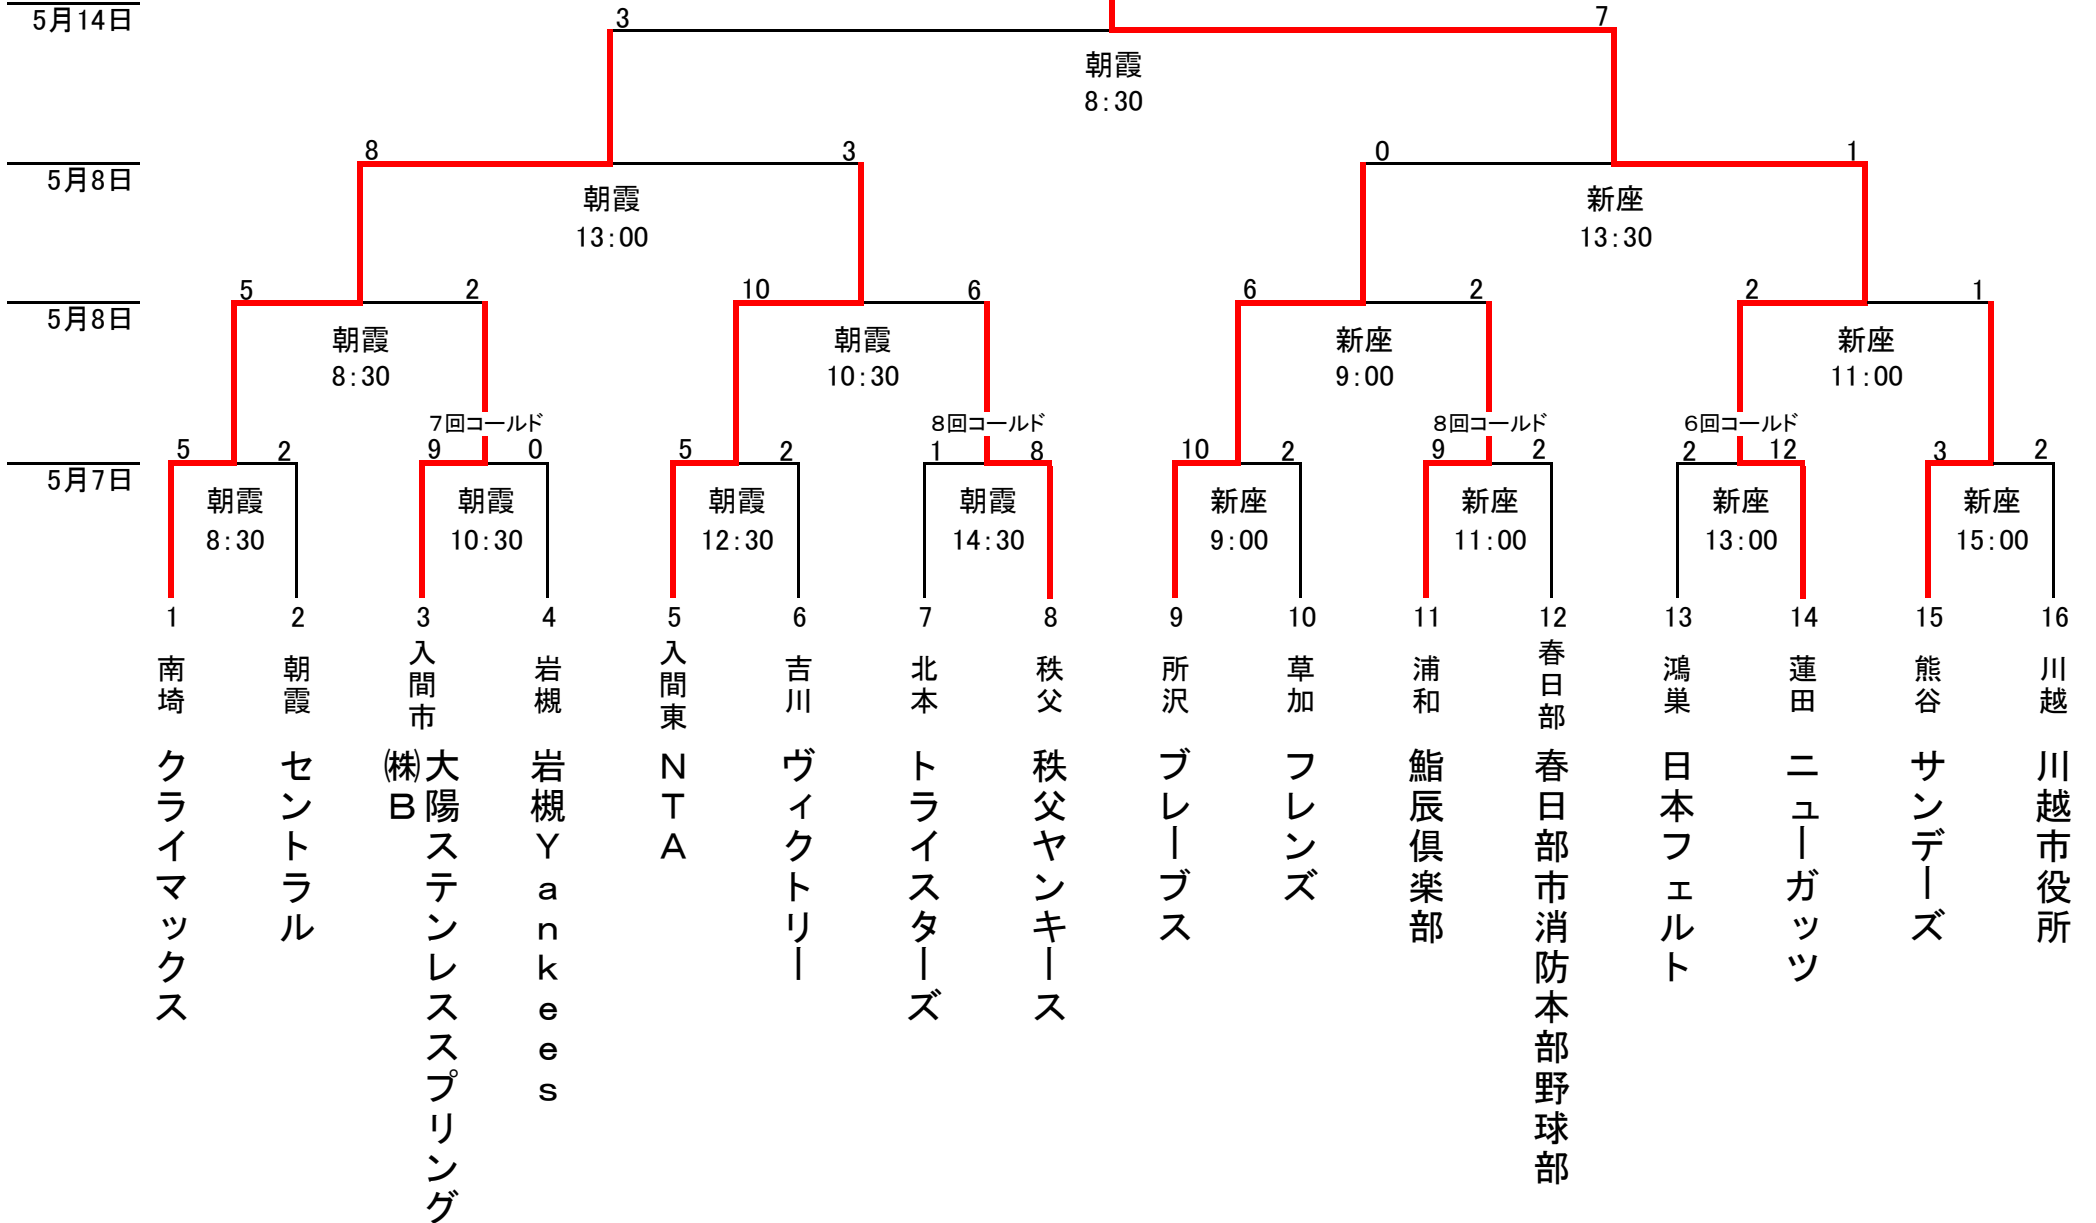 5月14日
3
7
朝霞
8:30
5月8日
8
3
0
1
朝霞
13:00
新座
13:30
5月8日
5
2
10
6
6
2
2
1
朝霞
8:30
朝霞
10:30
新座
9:00
新座
11:00
7回コールド
8回コールド
8回コールド
6回コールド
5月7日
5
2
9
0
5
2
1
8
10
2
9
2
2
12
3
2
朝霞
8:30
朝霞
10:30
朝霞
12:30
朝霞
14:30
新座
9:00
新座
11:00
新座
13:00
新座
15:00
1
南埼
クライマックス
2
朝霞
セントラル
3
入間市
大陽ステンレススプリング
㈱B
4
岩槻
岩槻Yankees
5
入間東
NTA
6
吉川
ヴィクトリー
7
北本
トライスターズ
8
秩父
秩父ヤンキース
9
所沢
ブレーブス
10
草加
フレンズ
11
浦和
鮨辰倶楽部
12
春日部
春日部市消防本部野球部
13
鴻巣
日本フェルト
14
蓮田
ニューガッツ
15
熊谷
サンデーズ
16
川越
川越市役所